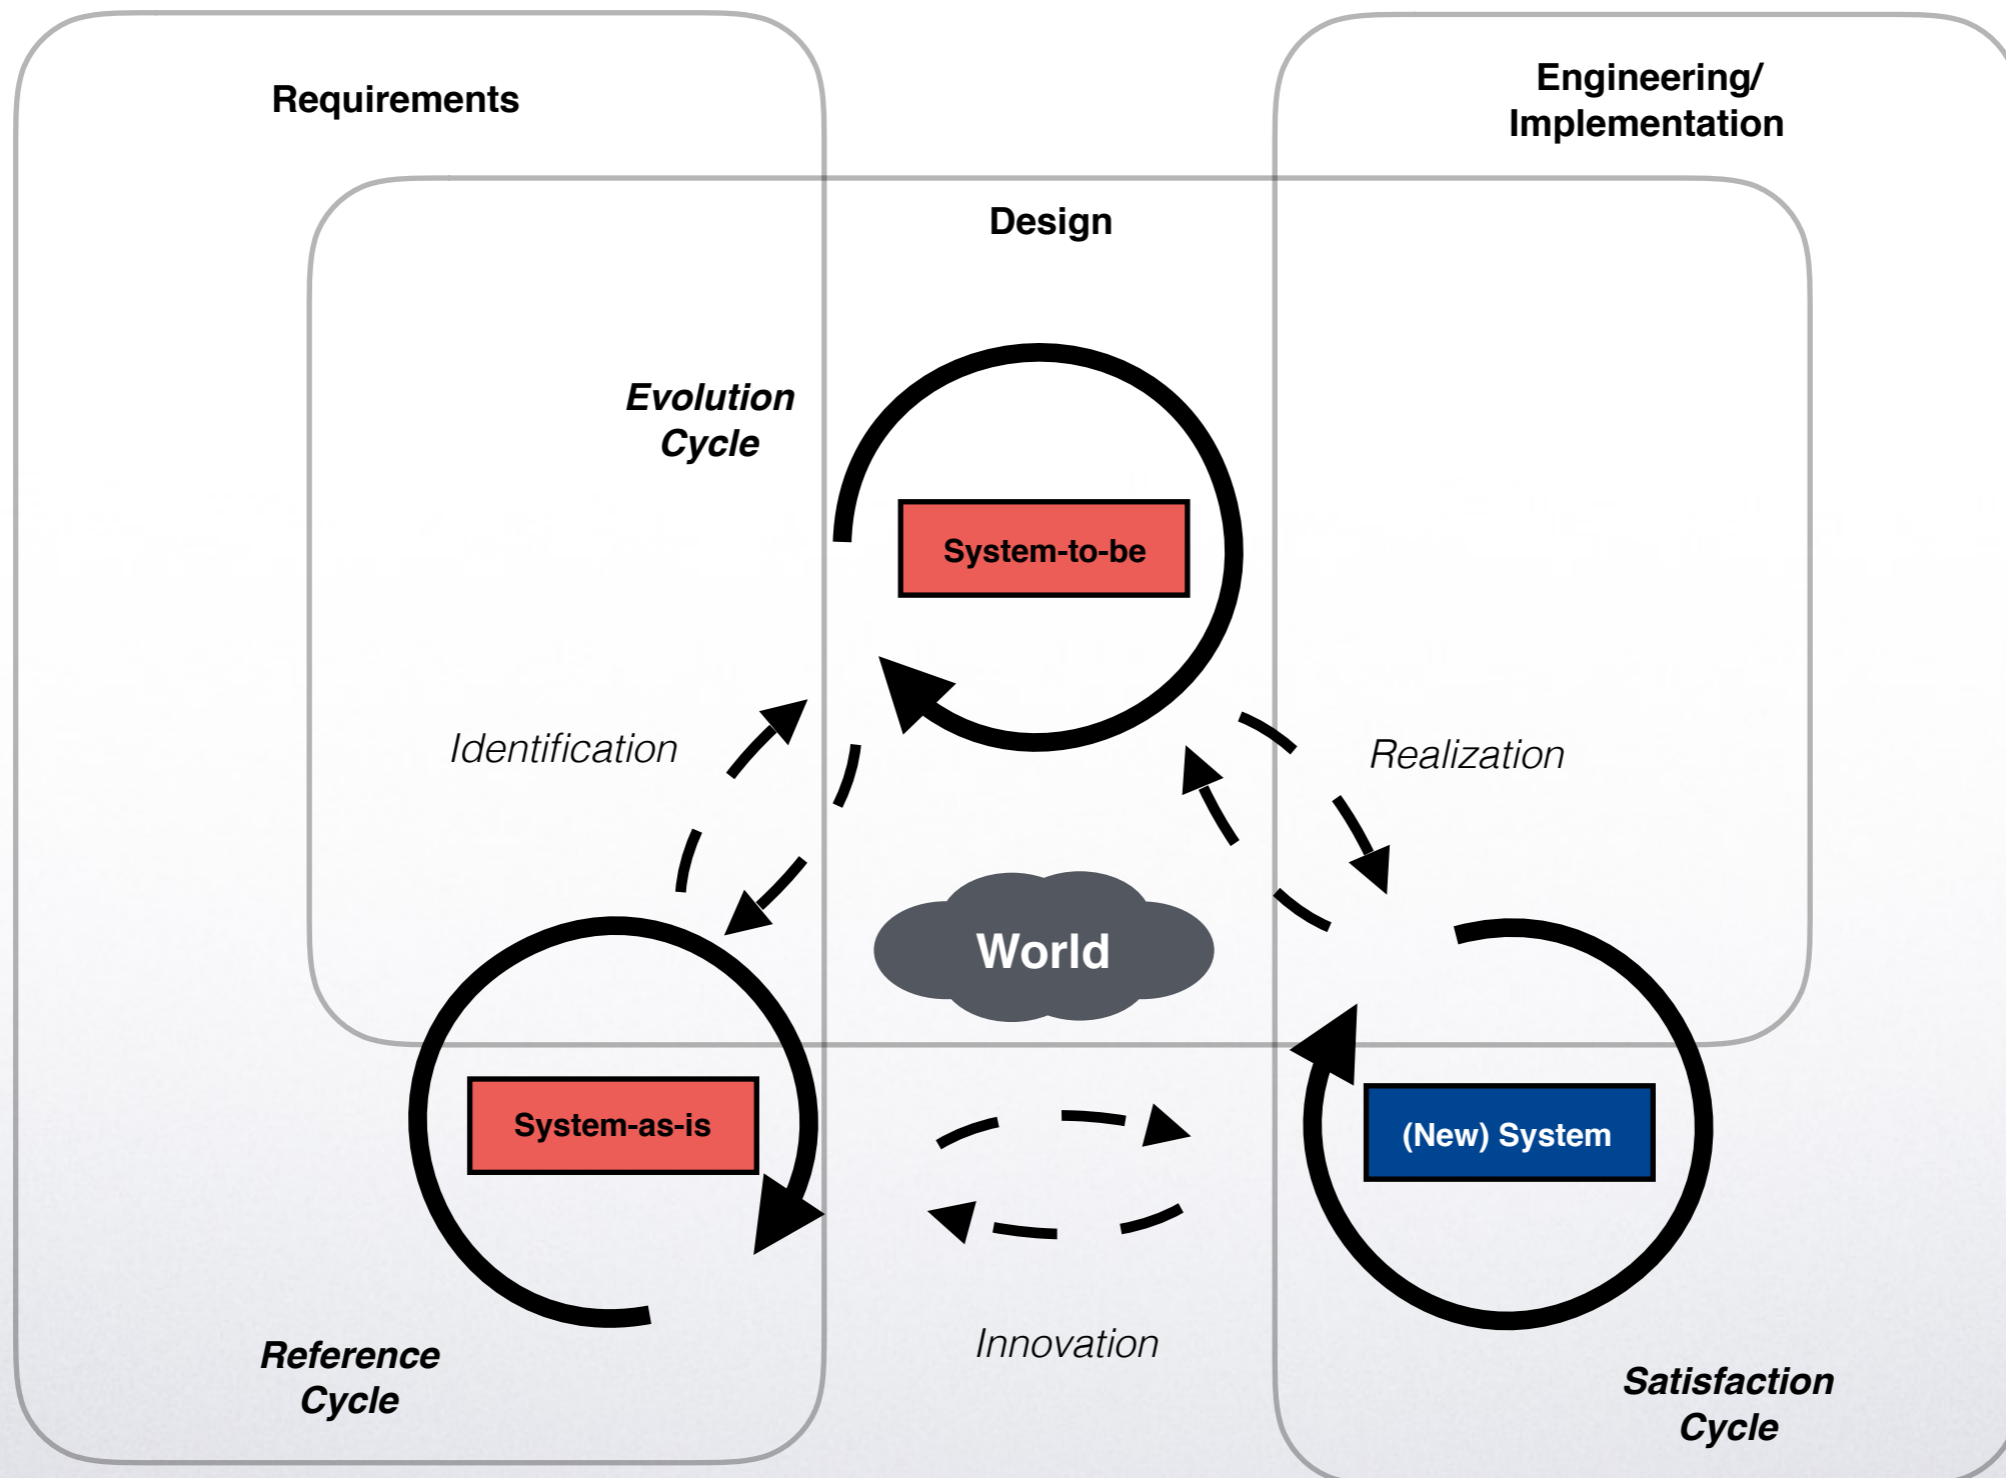 Requirements
Engineering/
Implementation
Design
Evolution
Cycle
System-to-be
Identification
Realization
World
System-as-is
(New) System
Innovation
Reference
Cycle
Satisfaction
Cycle